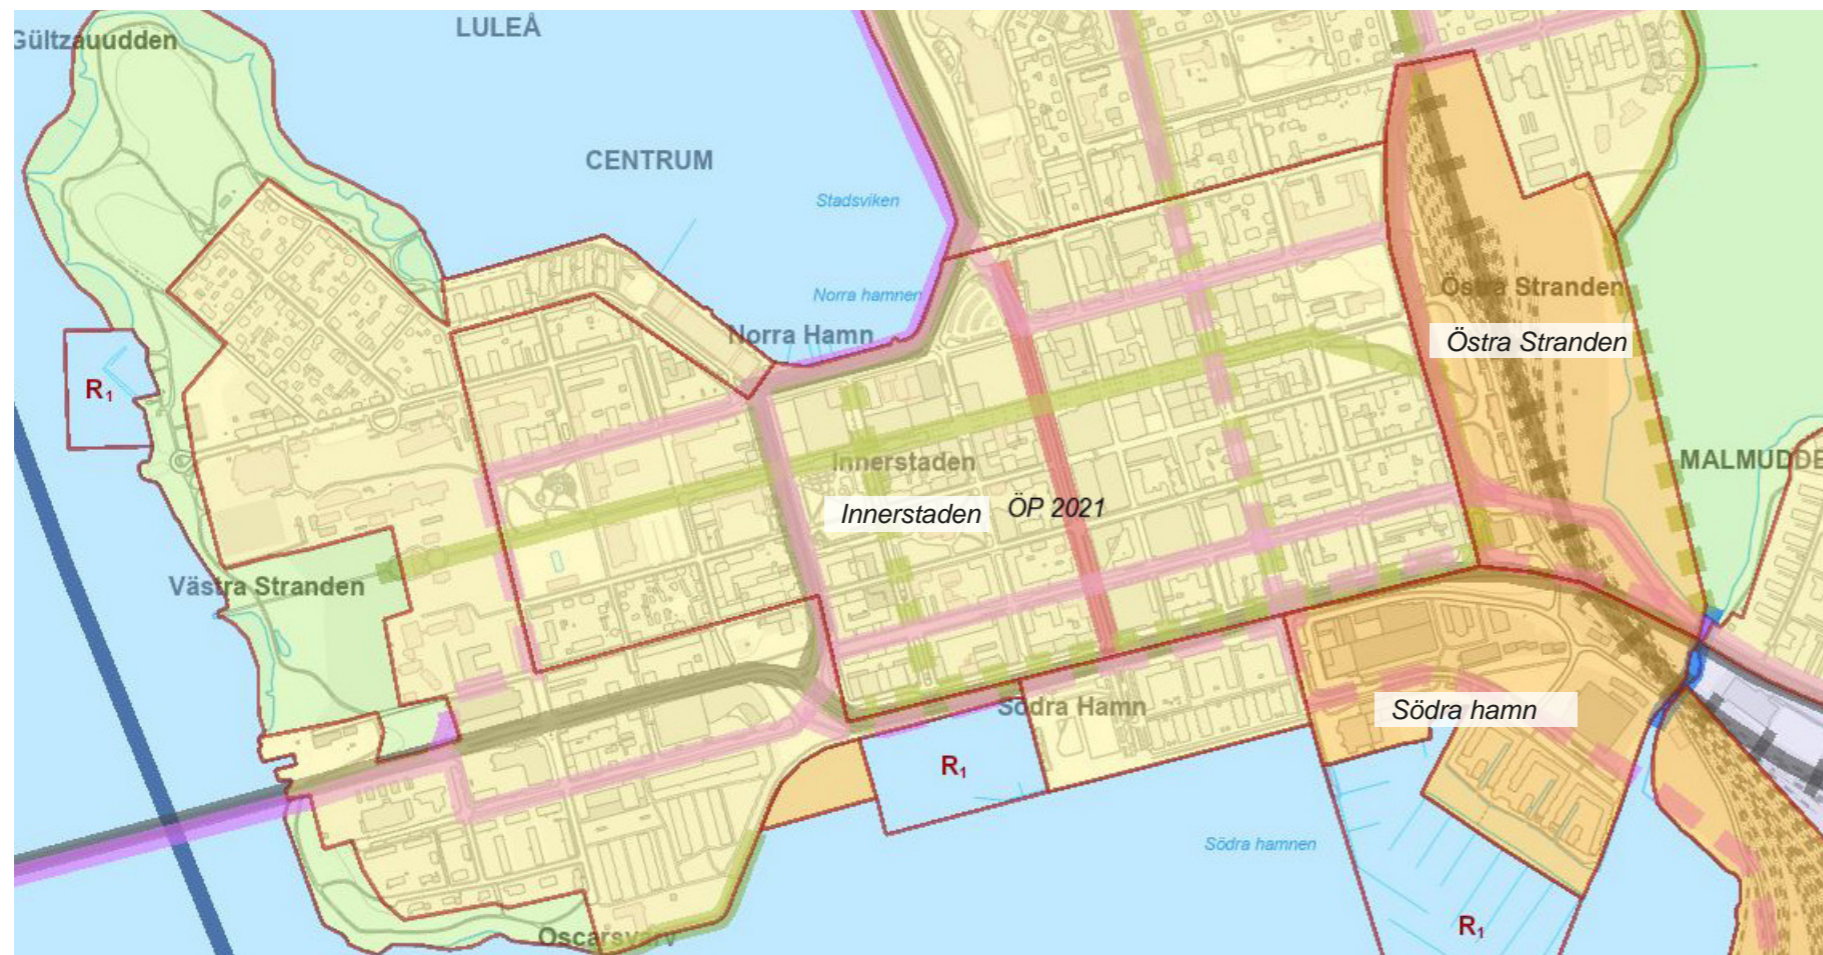 LULEÅ
Gültzauudden
CENTRUM
Stadsviken
Östra Stranden
Norra hamnen
Norra Hamn
Östra Stranden
R1
Innerstaden
MALMUDDE
Innerstaden
ÖP 2021
Västra Stranden
Södra Hamn
Södra hamn
R1
Södra hamnen
R1
Oscarsvarv